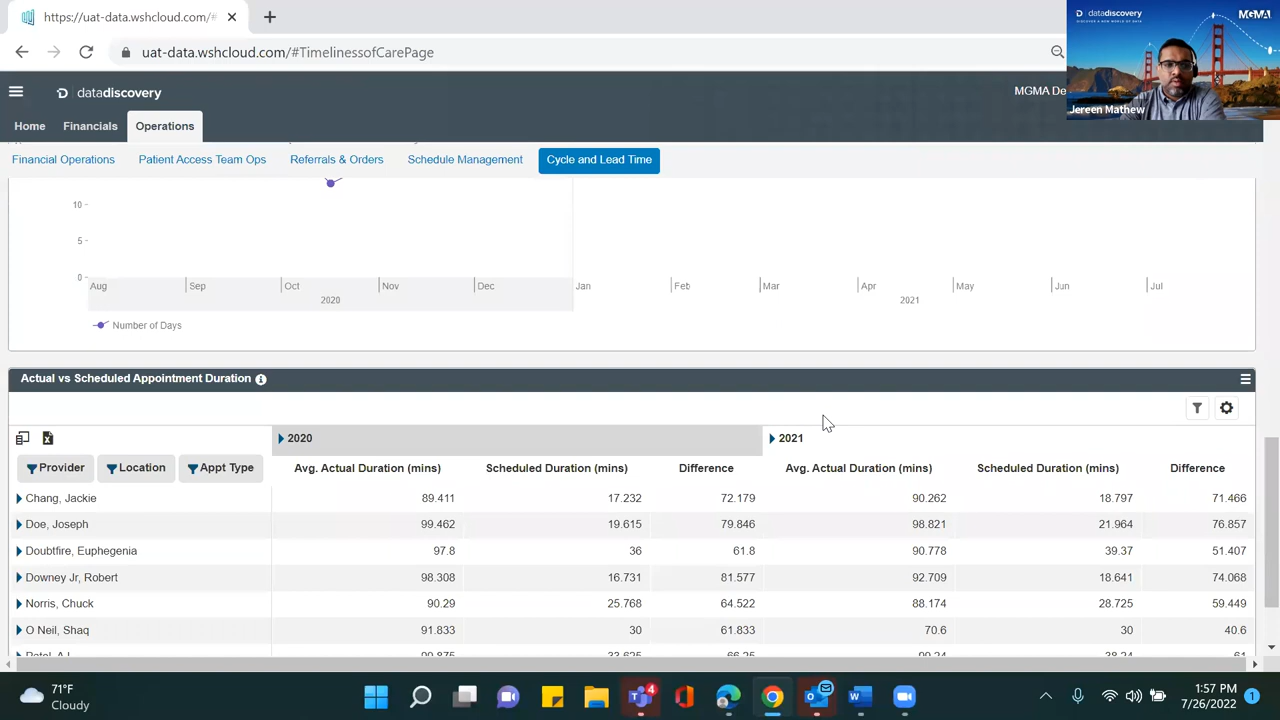 https://uat-data.wshcloud.com/#
uat-data.wshcloud.com/#TimelinessofCarePage
datadiscovery
DISCOVER A NEW WORLD OF DATA
MGMA
Jereen Mathew
datadiscovery
MGMA De
Home Financials Operations
Financial Operations Patient Access Team Ops Referrals & Orders Schedule Management Cycle and Lead Time
10
5
0
Aug Sep Oct Nov Dec Jan Feb Mar Apr May Jun Jul
2020 2021
Number of Days
Actual vs Scheduled Appointment Duration
2020 2021
Provider Location Appt Type Avg. Actual Duration (mins) Scheduled Duration (mins) Difference Avg. Actual Duration (mins) Scheduled Duration (mins) Difference
Chang, Jackie 89.411 17.232 72.179 90.262 18.797 71.466
Doe, Joseph 99.462 19.615 79.846 98.821 21.964 76.857
Doubtfire, Euphegenia 97.8 36 61.8 90.778 39.37 51.407
Downey Jr, Robert 98.308 16.731 81.577 92.709 18.641 74.068
Norris, Chuck 90.29 25.768 64.522 88.174 28.725 59.449
O Neil, Shaq 91.833 30 61.833 70.6 30 40.6
71°F
Cloudy
4
1:57 PM
7/26/2022
1